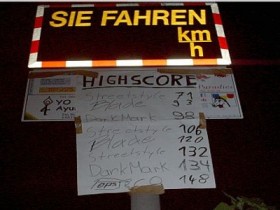 SIE FAHREN
km
h
HIGHSCORE
Streetstyle 71
Blade 93
DarkMark 98
Streetstyle 106
Blade 120
Streetstyle 132
DarkMark 134
148